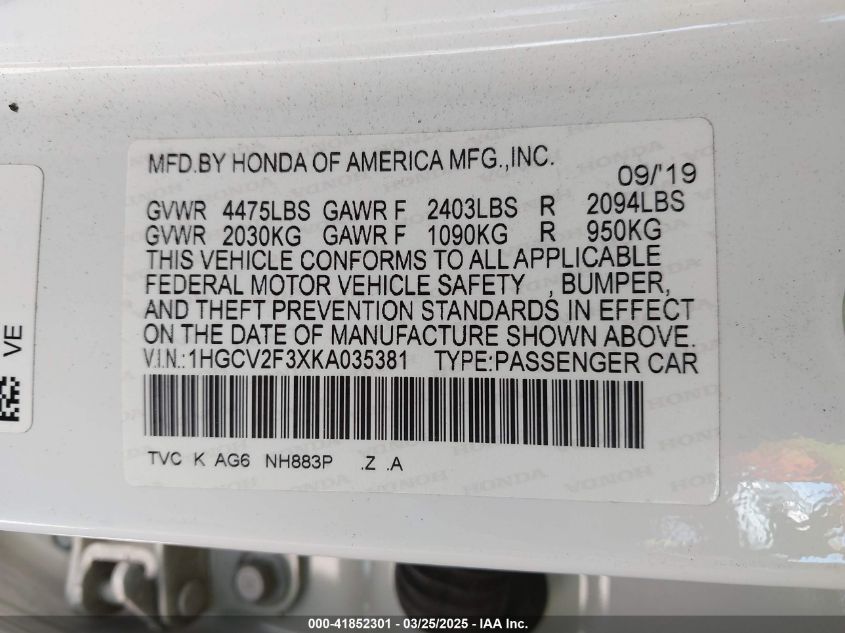 MFD.BY HONDA OF AMERICA MFG.,INC.
09/'19
GVWR 4475LBS GAWR F 2403LBS R 2094LBS
GVWR 2030KG GAWR F 1090KG R 950KG
THIS VEHICLE CONFORMS TO ALL APPLICABLE
FEDERAL MOTOR VEHICLE SAFETY , BUMPER,
AND THEFT PREVENTION STANDARDS IN EFFECT
ON THE DATE OF MANUFACTURE SHOWN ABOVE.
V.I.N.:1HGCV2F3XKA035381 TYPE:PASSENGER CAR
TVC K AG6 NH883P .Z .A
VE
000-41852301 - 03/25/2025 - IAA Inc.